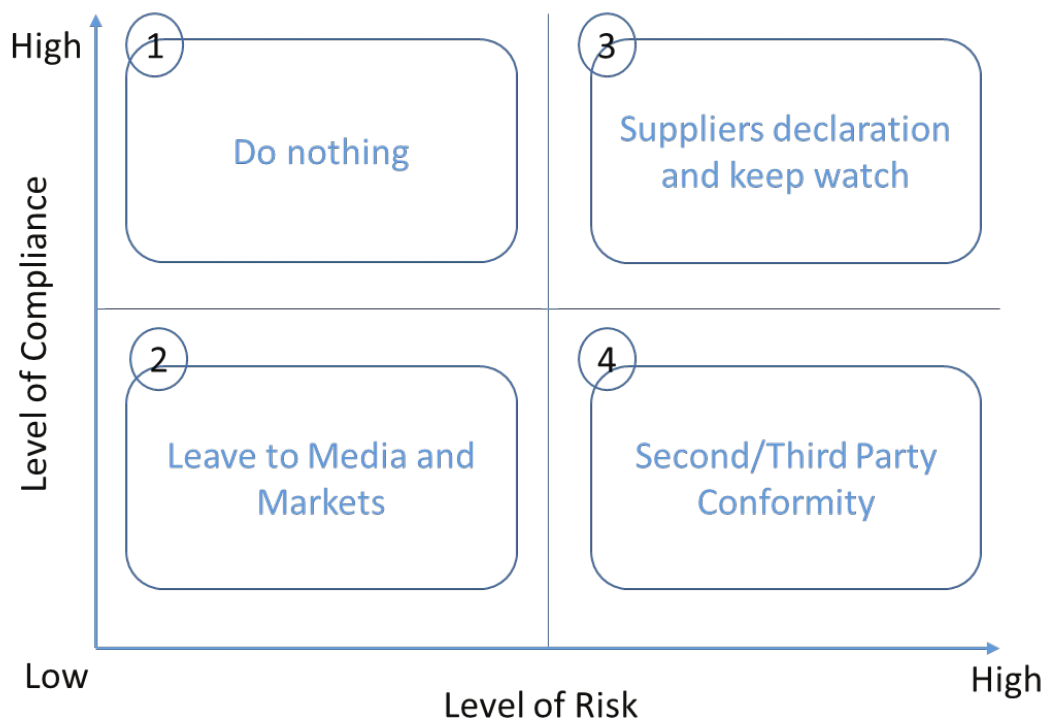 High
1
3
Do nothing
Suppliers declaration
and keep watch
Level of Compliance
2
4
Leave to Media and
Markets
Second/Third Party
Conformity
Low
High
Level of Risk